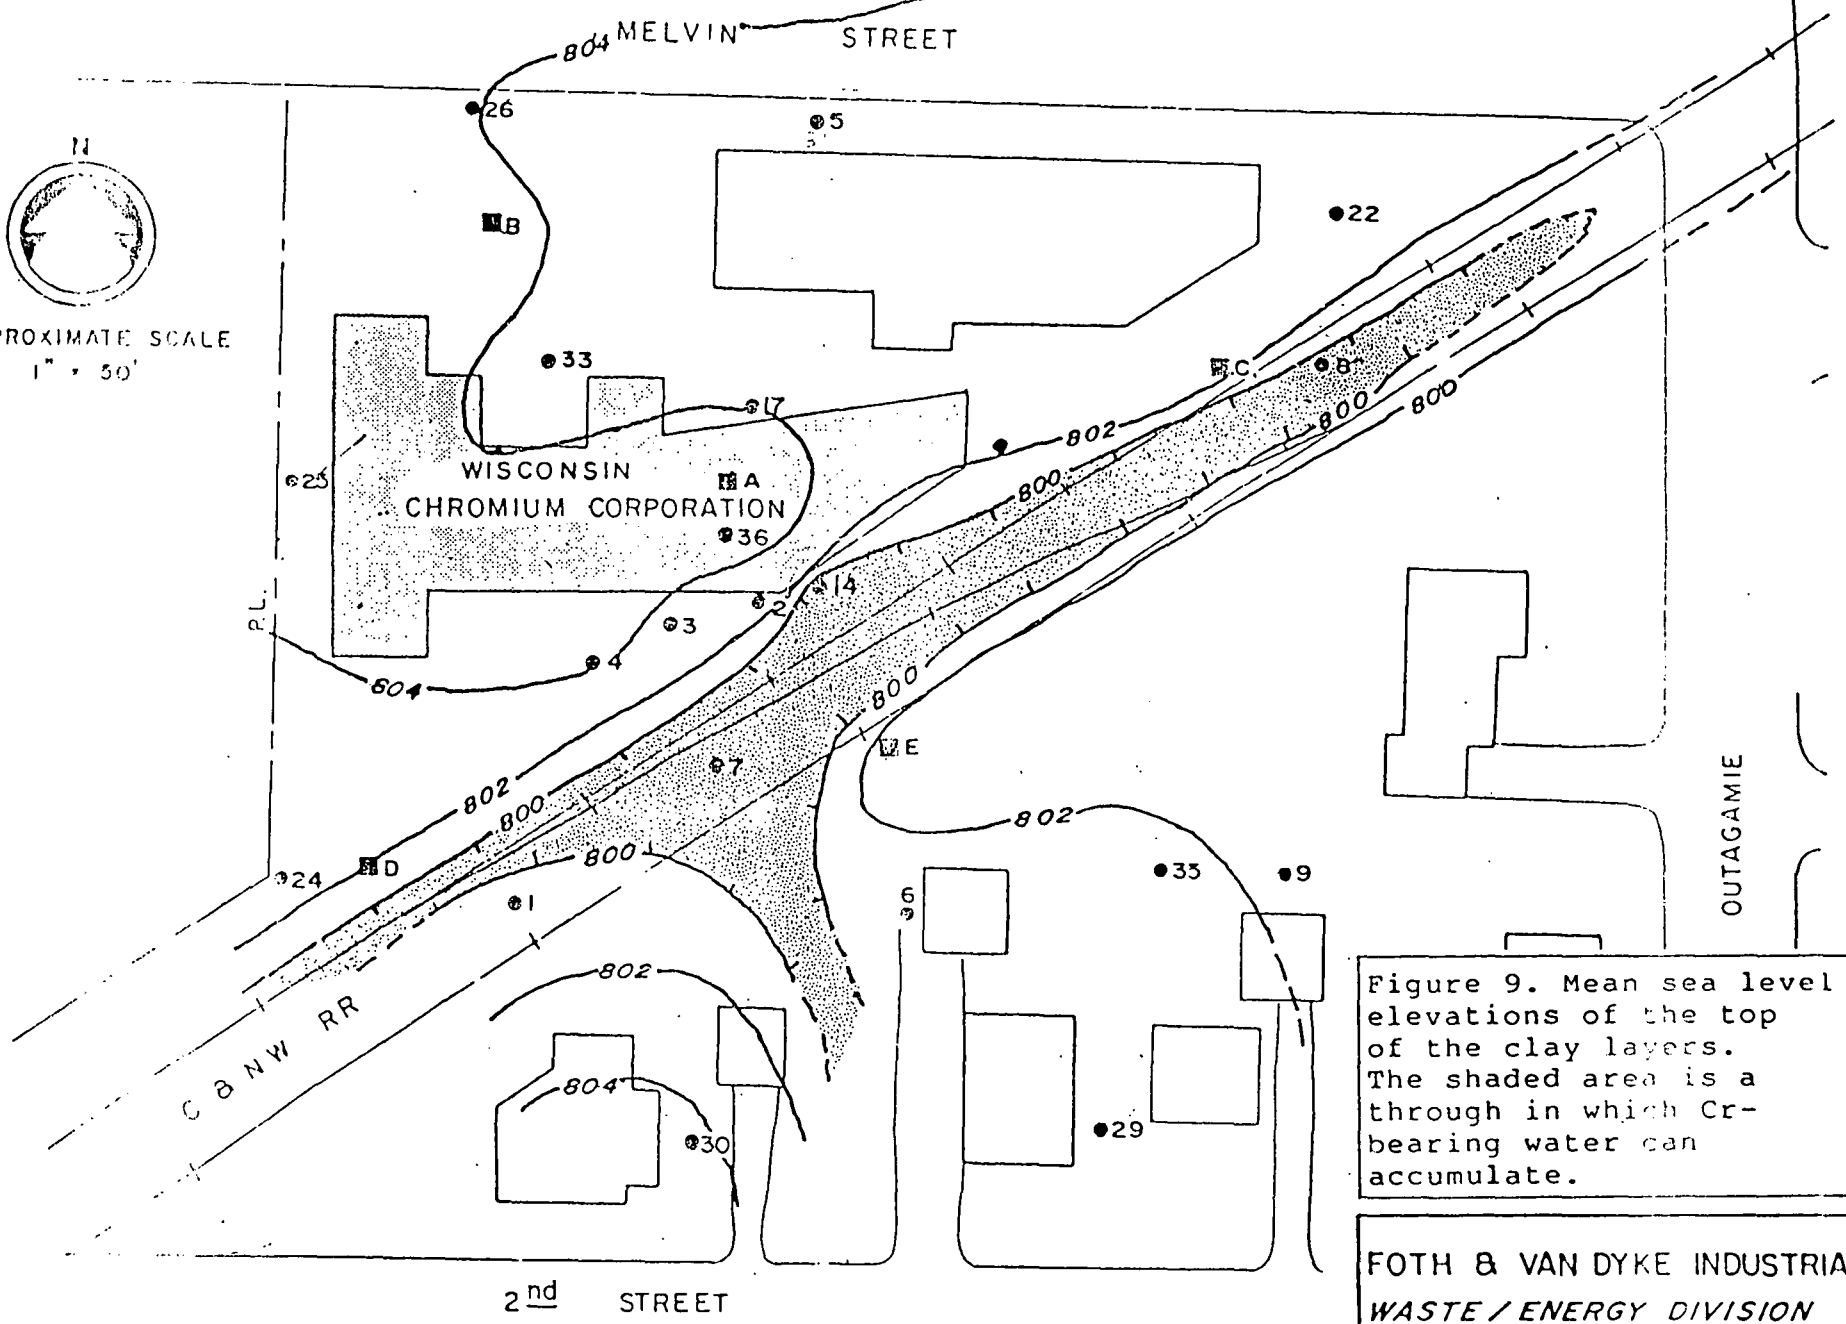 MELVIN STREET
804
26
5
N
B
22
PROXIMATE SCALE
1" = 50'
33
17
C
8
800
800
802
25
WISCONSIN
A
CHROMIUM CORPORATION
800
36
14
P.L.
2
3
4
804
800
7
E
802
800
802
800
OUTAGAMIE
D
24
1
35
9
6
802
C & NW RR
804
30
29
Figure 9. Mean sea level
elevations of the top
of the clay layers.
The shaded area is a
through in which Cr-
bearing water can
accumulate.
FOTH & VAN DYKE INDUSTRIA
WASTE / ENERGY DIVISION
2nd STREET